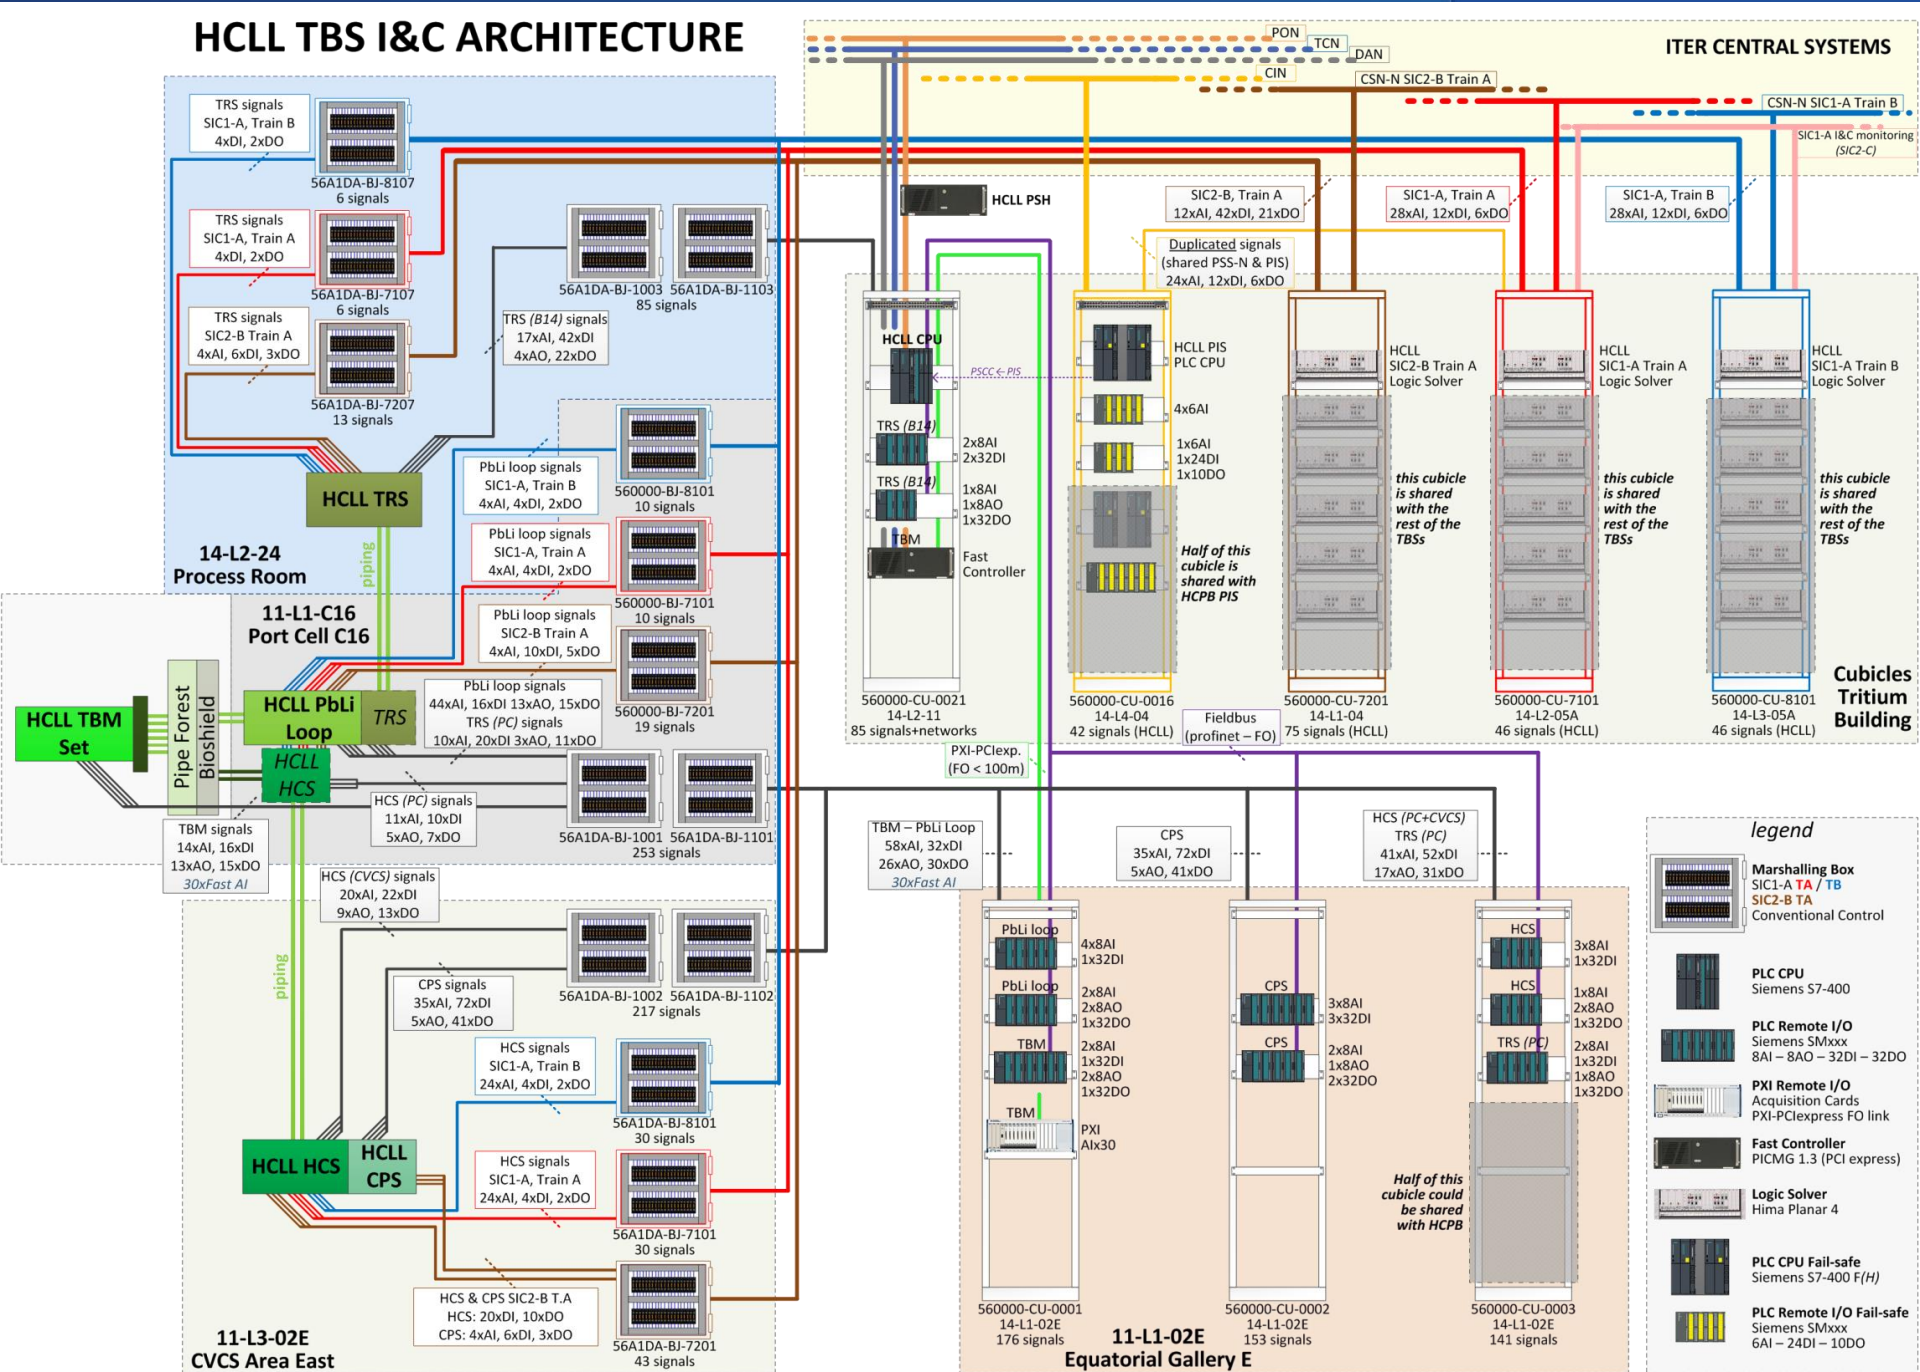 HCLL TBS I&C ARCHITECTURE
ITER CENTRAL SYSTEMS
PON
TCN
DAN
CIN
CSN-N SIC2-B Train A
CSN-N SIC1-A Train B
SIC1-A I&C monitoring
(SIC2-C)
TRS signals
SIC1-A, Train B
4xDI, 2xDO
56A1DA-BJ-8107
6 signals
TRS signals
SIC1-A, Train A
4xDI, 2xDO
56A1DA-BJ-7107
6 signals
TRS signals
SIC2-B Train A
4xAI, 6xDI, 3xDO
56A1DA-BJ-7207
13 signals
56A1DA-BJ-1003
56A1DA-BJ-1103
85 signals
TRS (B14) signals
17xAI, 42xDI
4xAO, 22xDO
HCLL TRS
14-L2-24
Process Room
piping
PbLi loop signals
SIC1-A, Train B
4xAI, 4xDI, 2xDO
560000-BJ-8101
10 signals
PbLi loop signals
SIC1-A, Train A
4xAI, 4xDI, 2xDO
560000-BJ-7101
10 signals
PbLi loop signals
SIC2-B Train A
4xAI, 10xDI, 5xDO
560000-BJ-7201
19 signals
11-L1-C16
Port Cell C16
PbLi loop signals
44xAI, 16xDI 13xAO, 15xDO
TRS (PC) signals
10xAI, 20xDI 3xAO, 11xDO
HCLL TBM
Set
Pipe Forest
Bioshield
HCLL PbLi
Loop
TRS
HCLL
HCS
HCS (PC) signals
11xAI, 10xDI
5xAO, 7xDO
56A1DA-BJ-1001
56A1DA-BJ-1101
253 signals
TBM signals
14xAI, 16xDI
13xAO, 15xDO
30xFast AI
HCS (CVCS) signals
20xAI, 22xDI
9xAO, 13xDO
piping
CPS signals
35xAI, 72xDI
5xAO, 41xDO
56A1DA-BJ-1002
56A1DA-BJ-1102
217 signals
HCS signals
SIC1-A, Train B
24xAI, 4xDI, 2xDO
56A1DA-BJ-8101
30 signals
HCLL HCS
HCLL
CPS
HCS signals
SIC1-A, Train A
24xAI, 4xDI, 2xDO
56A1DA-BJ-7101
30 signals
HCS & CPS SIC2-B T.A
HCS: 20xDI, 10xDO
CPS: 4xAI, 6xDI, 3xDO
56A1DA-BJ-7201
43 signals
11-L3-02E
CVCS Area East
HCLL PSH
SIC2-B, Train A
12xAI, 42xDI, 21xDO
SIC1-A, Train A
28xAI, 12xDI, 6xDO
SIC1-A, Train B
28xAI, 12xDI, 6xDO
Duplicated signals
(shared PSS-N & PIS)
24xAI, 12xDI, 6xDO
HCLL CPU
PSCC ← PIS
TRS (B14)
2x8AI
2x32DI
TRS (B14)
1x8AI
1x8AO
1x32DO
TBM
Fast
Controller
560000-CU-0021
14-L2-11
85 signals+networks
HCLL PIS
PLC CPU
4x6AI
1x6AI
1x24DI
1x10DO
Half of this
cubicle is
shared with
HCPB PIS
560000-CU-0016
14-L4-04
42 signals (HCLL)
HCLL
SIC2-B Train A
Logic Solver
this cubicle
is shared
with the
rest of the
TBSs
560000-CU-7201
14-L1-04
75 signals (HCLL)
HCLL
SIC1-A Train A
Logic Solver
this cubicle
is shared
with the
rest of the
TBSs
560000-CU-7101
14-L2-05A
46 signals (HCLL)
HCLL
SIC1-A Train B
Logic Solver
this cubicle
is shared
with the
rest of the
TBSs
560000-CU-8101
14-L3-05A
46 signals (HCLL)
Cubicles
Tritium
Building
PXI-PCIexp.
(FO < 100m)
Fieldbus
(profinet – FO)
TBM – PbLi Loop
58xAI, 32xDI
26xAO, 30xDO
30xFast AI
CPS
35xAI, 72xDI
5xAO, 41xDO
HCS (PC+CVCS)
TRS (PC)
41xAI, 52xDI
17xAO, 31xDO
PbLi loop
4x8AI
1x32DI
PbLi loop
2x8AI
2x8AO
1x32DO
TBM
2x8AI
1x32DI
2x8AO
1x32DO
TBM
PXI
AIx30
560000-CU-0001
14-L1-02E
176 signals
CPS
3x8AI
3x32DI
CPS
2x8AI
1x8AO
2x32DO
560000-CU-0002
14-L1-02E
153 signals
HCS
3x8AI
1x32DI
HCS
1x8AI
2x8AO
1x32DO
TRS (PC)
2x8AI
1x32DI
1x8AO
1x32DO
Half of this
cubicle could
be shared
with HCPB
560000-CU-0003
14-L1-02E
141 signals
11-L1-02E
Equatorial Gallery E
legend
Marshalling Box
SIC1-A TA / TB
SIC2-B TA
Conventional Control
PLC CPU
Siemens S7-400
PLC Remote I/O
Siemens SMxxx
8AI – 8AO – 32DI – 32DO
PXI Remote I/O
Acquisition Cards
PXI-PCIexpress FO link
Fast Controller
PICMG 1.3 (PCI express)
Logic Solver
Hima Planar 4
PLC CPU Fail-safe
Siemens S7-400 F(H)
PLC Remote I/O Fail-safe
Siemens SMxxx
6AI – 24DI – 10DO